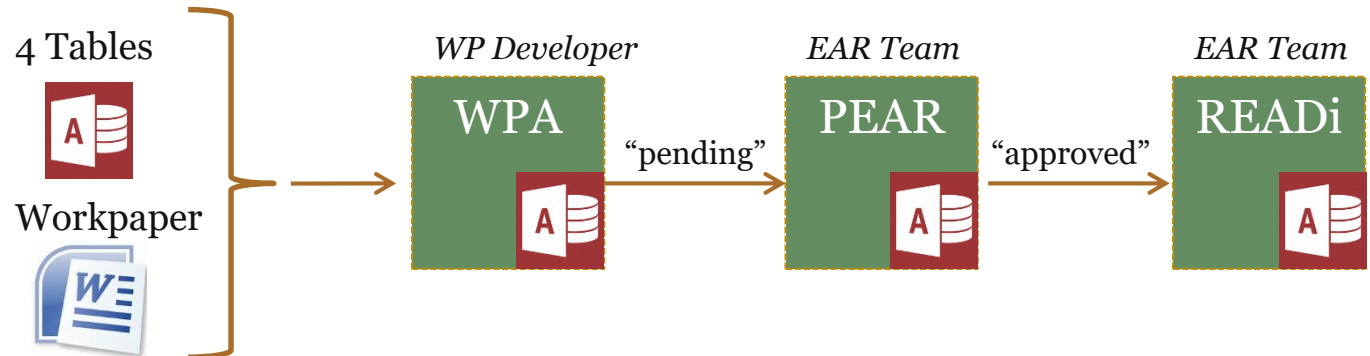 4 Tables
A
Workpaper
W
WP Developer
WPA
A
“pending”
EAR Team
PEAR
A
“approved”
EAR Team
READi
A